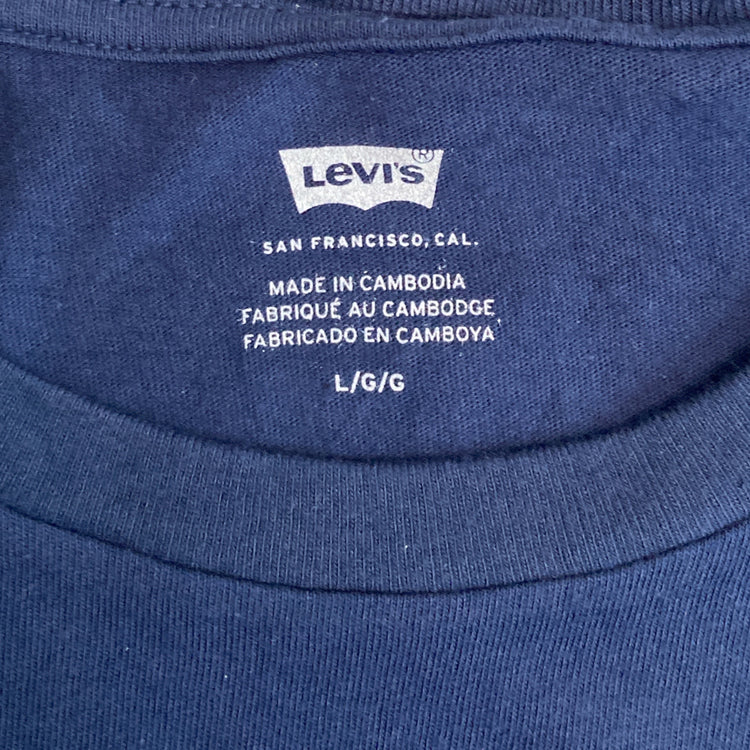 Levi's®
SAN FRANCISCO, CAL.
MADE IN CAMBODIA
FABRIQUÉ AU CAMBODGE
FABRICADO EN CAMBOYA
L/G/G